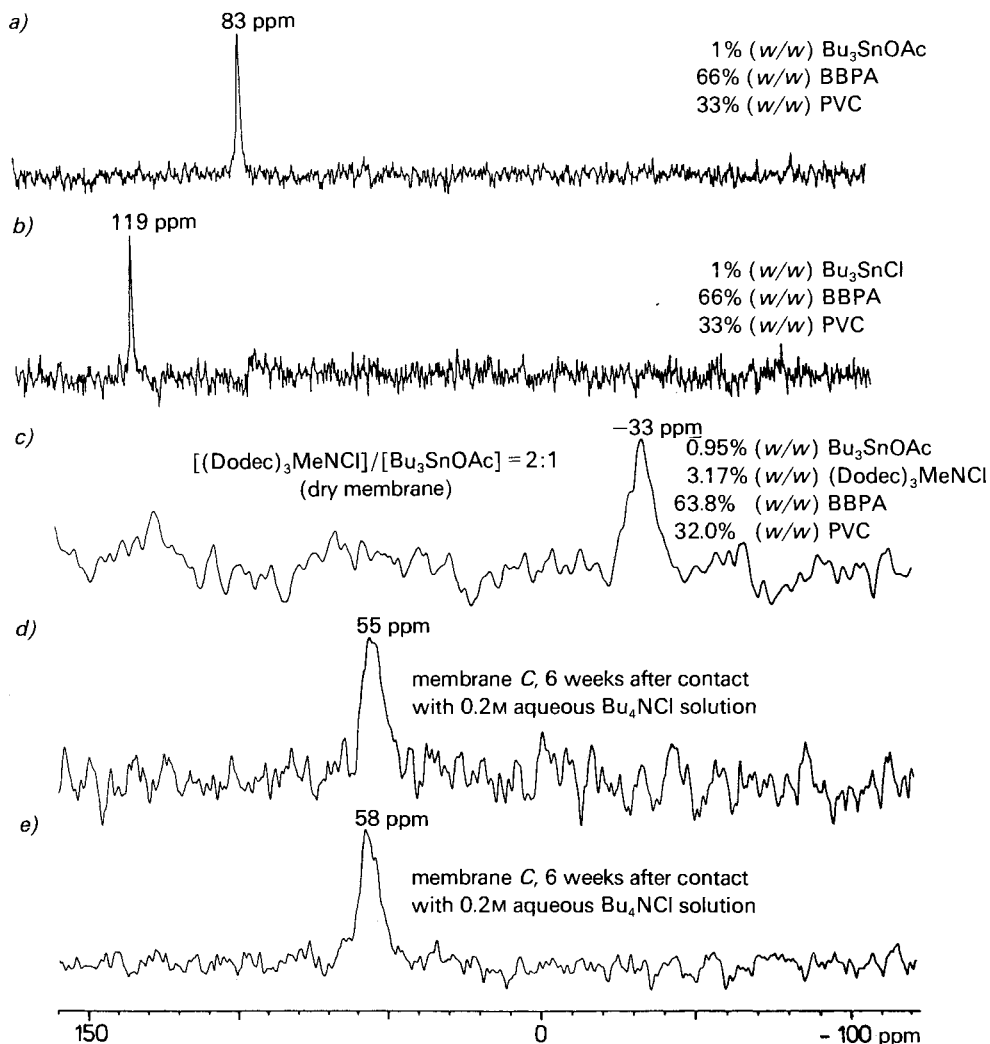 a)
83 ppm
1% (w/w) Bu₃SnOAc
66% (w/w) BBPA
33% (w/w) PVC
b)
119 ppm
1% (w/w) Bu₃SnCl
66% (w/w) BBPA
33% (w/w) PVC
c)
−33 ppm
[(Dodec)₃MeNCl]/[Bu₃SnOAc] = 2:1
(dry membrane)
0.95% (w/w) Bu₃SnOAc
3.17% (w/w) (Dodec)₃MeNCl
63.8% (w/w) BBPA
32.0% (w/w) PVC
d)
55 ppm
membrane C, 6 weeks after contact
with 0.2M aqueous Bu₄NCl solution
e)
58 ppm
membrane C, 6 weeks after contact
with 0.2M aqueous Bu₄NCl solution
150 0 - 100 ppm